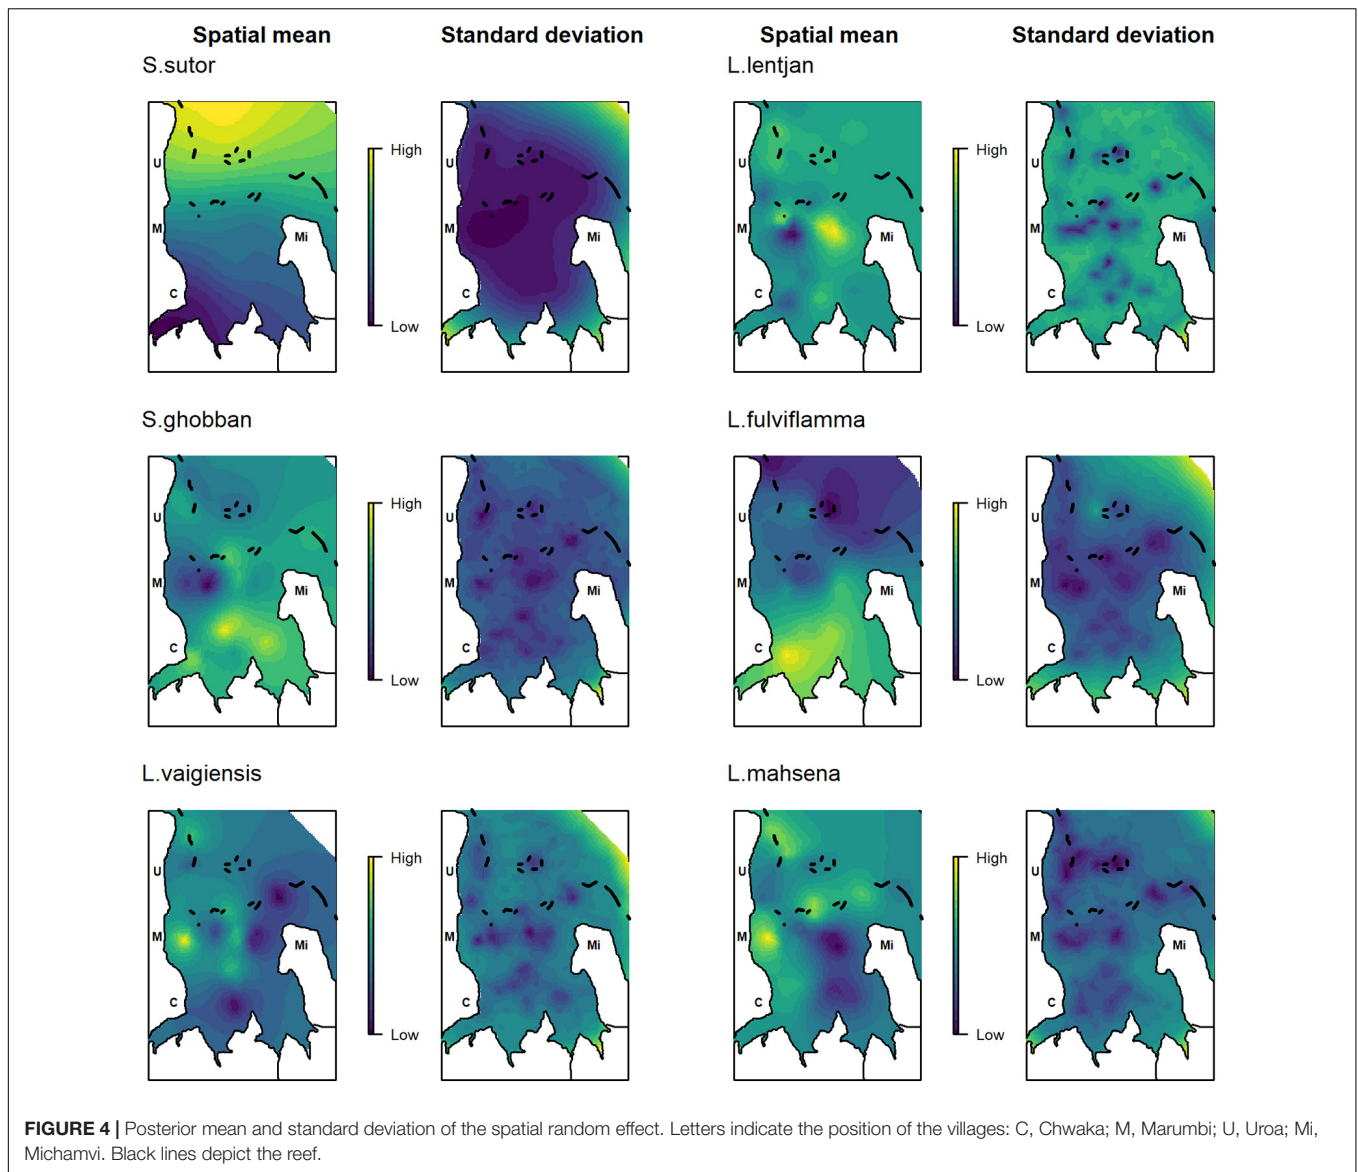 Spatial mean Standard deviation Spatial mean Standard deviation
S.sutor L.lentjan
U
M
C
Mi
High
Low
U
M
C
Mi
U
M
C
Mi
High
Low
U
M
C
Mi
S.ghobban L.fulviflamma
U
M
C
Mi
High
Low
U
M
C
Mi
U
M
C
Mi
High
Low
U
M
C
Mi
L.vaigiensis L.mahsena
U
M
C
Mi
High
Low
U
M
C
Mi
U
M
C
Mi
High
Low
U
M
C
Mi
FIGURE 4 | Posterior mean and standard deviation of the spatial random effect. Letters indicate the position of the villages: C, Chwaka; M, Marumbi; U, Uroa; Mi,
Michamvi. Black lines depict the reef.